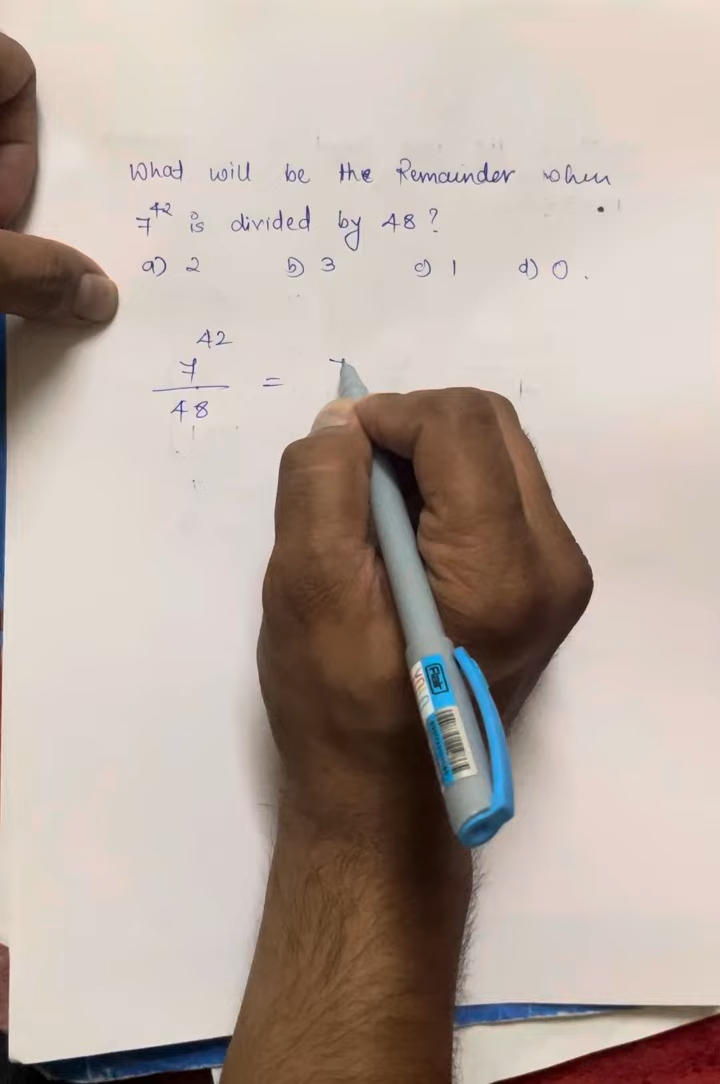 What will be the Remainder when
7^42 is divided by 48?
a) 2 b) 3 c) 1 d) 0.
7^42
48
=
Flair